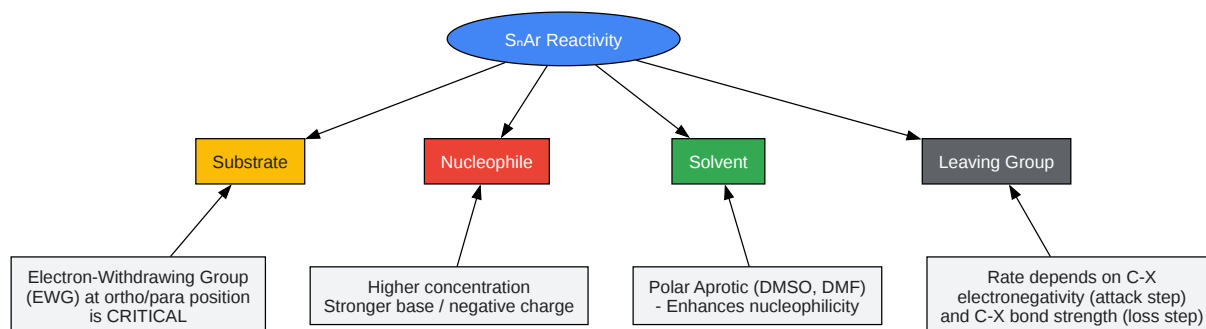 SₙAr Reactivity
Substrate
Nucleophile
Solvent
Leaving Group
Electron-Withdrawing Group
(EWG) at ortho/para position
is CRITICAL
Higher concentration
Stronger base / negative charge
Polar Aprotic (DMSO, DMF)
- Enhances nucleophilicity
Rate depends on C-X
electronegativity (attack step)
and C-X bond strength (loss step)